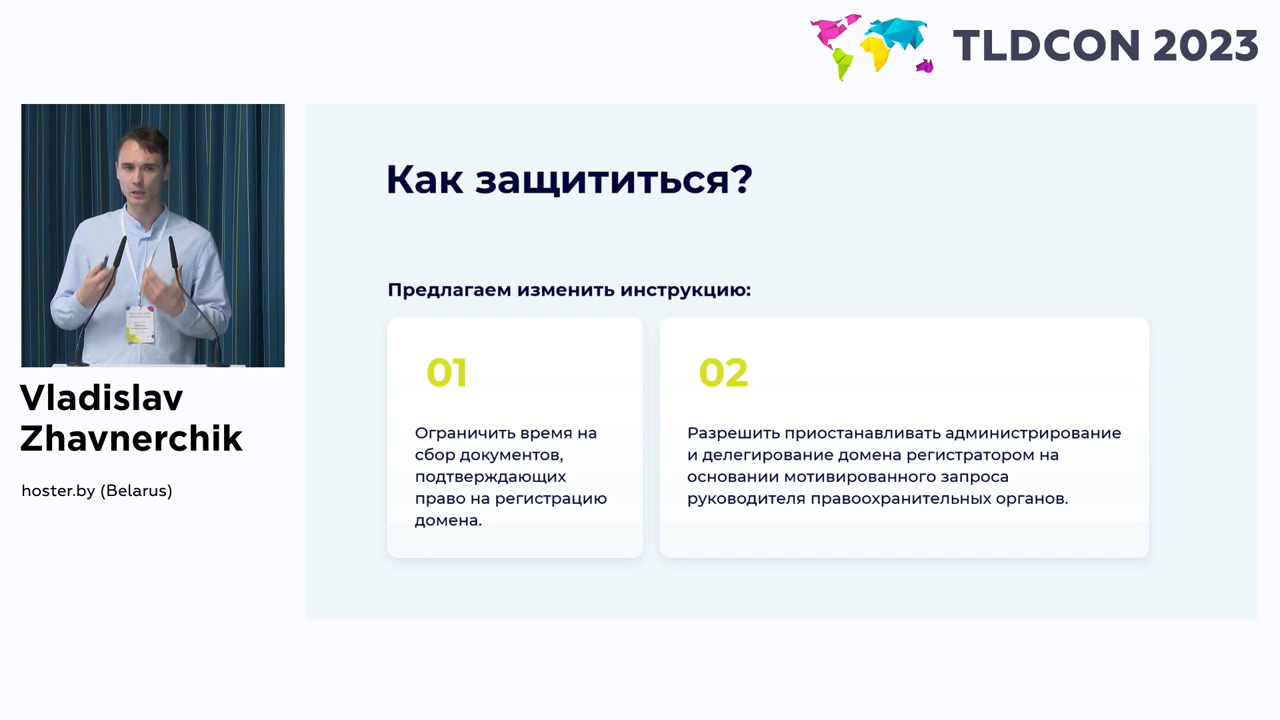 TLDCON 2023
Vladislav
Zhavnerchik
hoster.by (Belarus)
Как защититься?
Предлагаем изменить инструкцию:
01
Ограничить время на
сбор документов,
подтверждающих
право на регистрацию
домена.
02
Разрешить приостанавливать администрирование
и делегирование домена регистратором на
основании мотивированного запроса
руководителя правоохранительных органов.